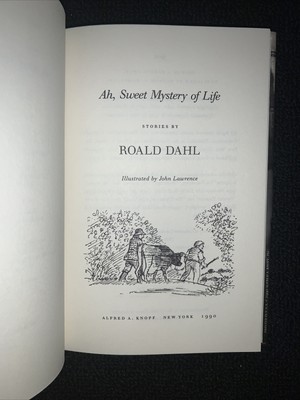 Ah, Sweet Mystery of Life
STORIES BY
ROALD DAHL
Illustrated by John Lawrence
ALFRED A. KNOPF NEW YORK 1990